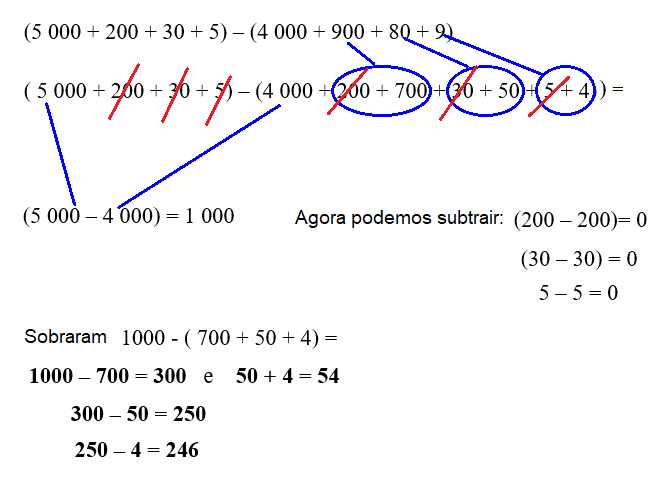 (5 000 + 200 + 30 + 5) – (4 000 + 900 + 80 + 9)
( 5 000 + 200 + 30 + 5) – (4 000 + 200 + 700 + 30 + 50 + 5 + 4) ) =
(5 000 – 4 000) = 1 000 Agora podemos subtrair: (200 – 200)= 0
(30 – 30) = 0
5 – 5 = 0
Sobraram 1000 - ( 700 + 50 + 4) =
1000 – 700 = 300 e 50 + 4 = 54
300 – 50 = 250
250 – 4 = 246